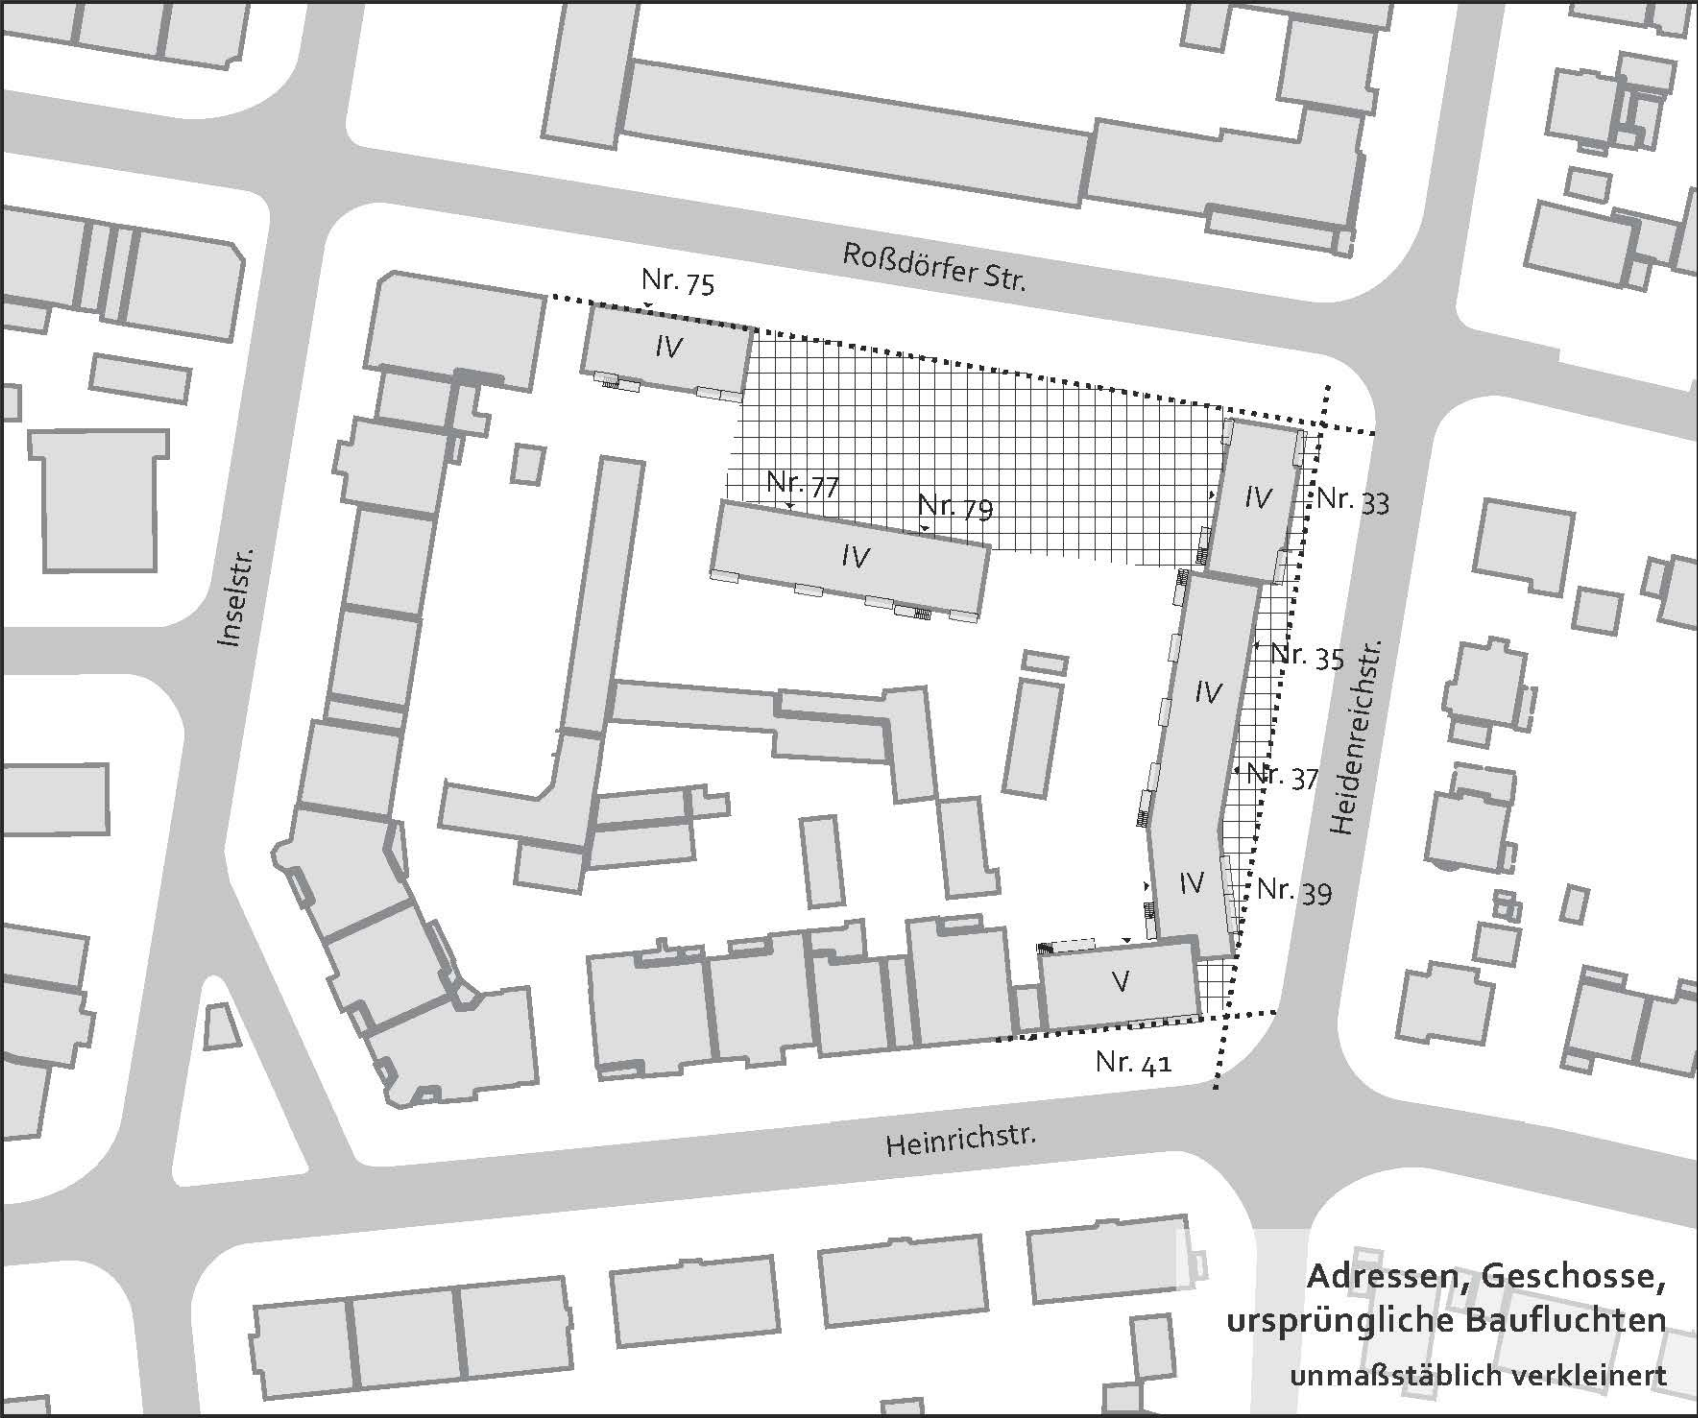 Roßdörfer Str.
Nr. 75
IV
Nr. 77
Nr. 79
IV
IV
Nr. 33
Inselstr.
Nr. 35
IV
Heidenreichstr.
Nr. 37
IV
Nr. 39
V
Nr. 41
Heinrichstr.
Adressen, Geschosse,
ursprüngliche Baufluchten
unmaßstäblich verkleinert